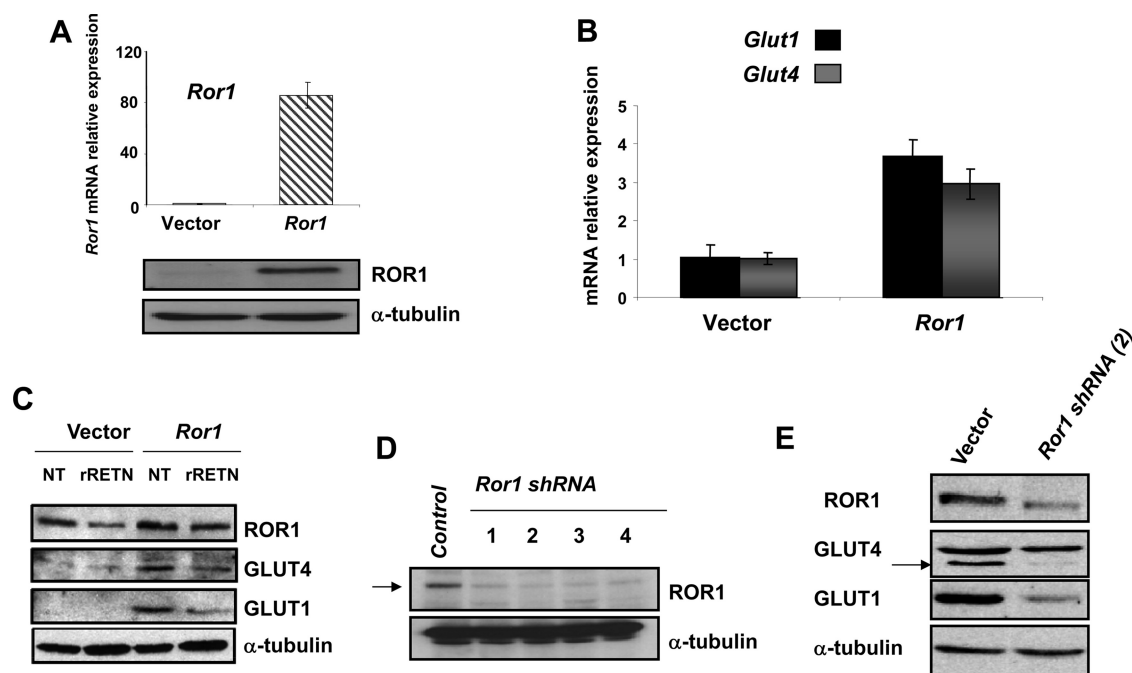 A
Ror1 mRNA relative expression
120
80
40
0
Ror1
Vector
Ror1
ROR1
α-tubulin
B
Glut1
Glut4
mRNA relative expression
5
4
3
2
1
0
Vector
Ror1
C
Vector
Ror1
NT rRETN NT rRETN
ROR1
GLUT4
GLUT1
α-tubulin
D
Control
Ror1 shRNA
1 2 3 4
ROR1
E
Vector
Ror1 shRNA (2)
ROR1
GLUT4
GLUT1
α-tubulin